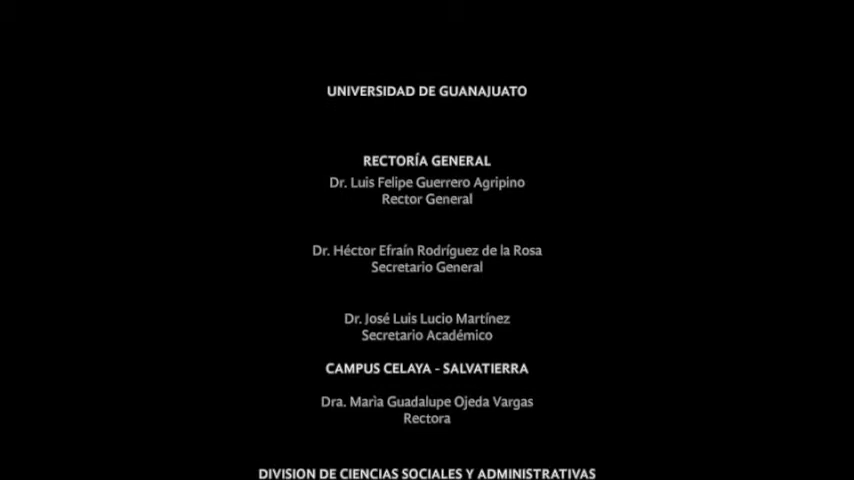 UNIVERSIDAD DE GUANAJUATO
RECTORÍA GENERAL
Dr. Luis Felipe Guerrero Agripino
Rector General
Dr. Héctor Efraín Rodríguez de la Rosa
Secretario General
Dr. José Luis Lucio Martínez
Secretario Académico
CAMPUS CELAYA - SALVATIERRA
Dra. Marìa Guadalupe Ojeda Vargas
Rectora
DIVISION DE CIENCIAS SOCIALES Y ADMINISTRATIVAS